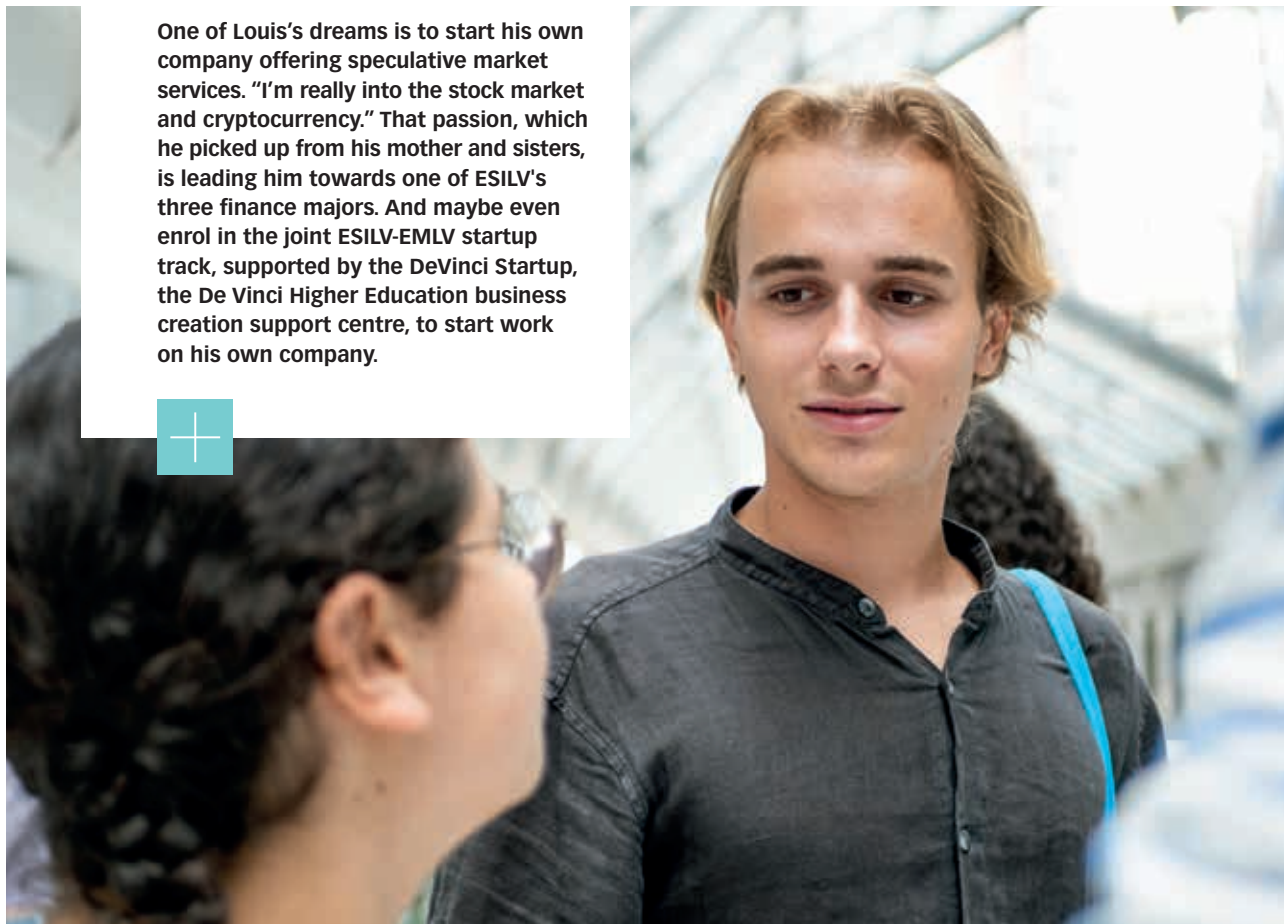 One of Louis’s dreams is to start his own
company offering speculative market
services. “I’m really into the stock market
and cryptocurrency.” That passion, which
he picked up from his mother and sisters,
is leading him towards one of ESILV's
three finance majors. And maybe even
enrol in the joint ESILV-EMLV startup
track, supported by the DeVinci Startup,
the De Vinci Higher Education business
creation support centre, to start work
on his own company.